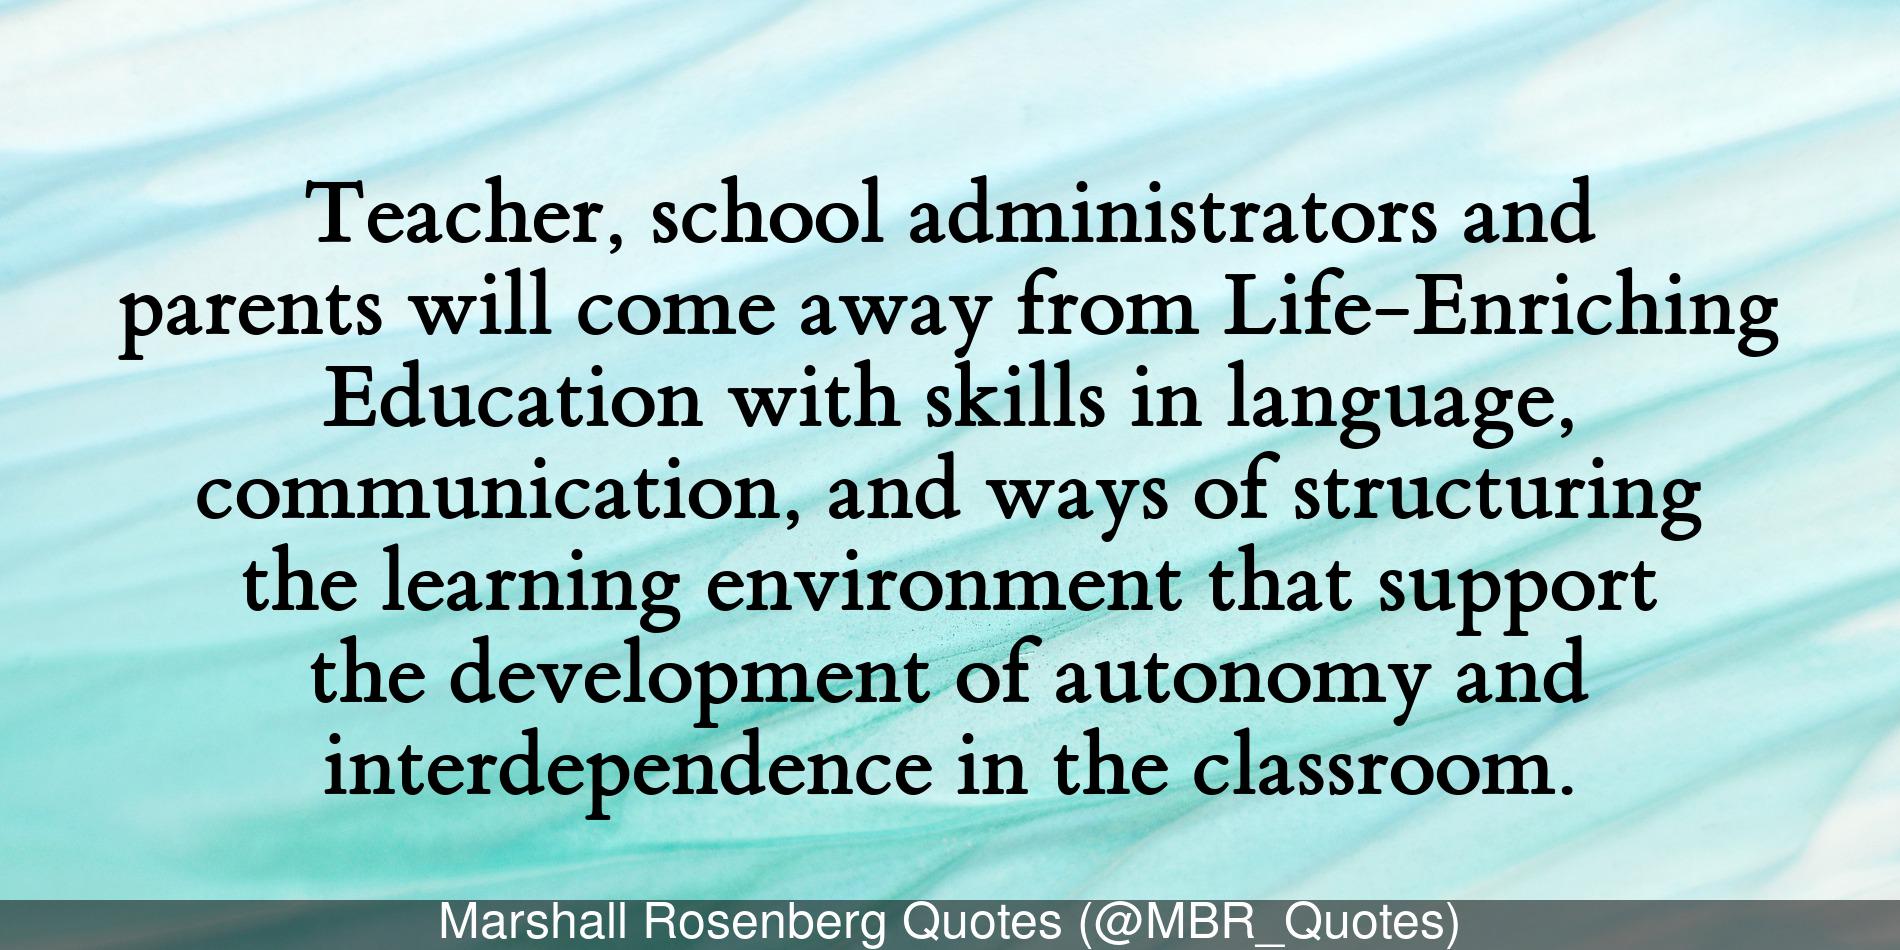 Teacher, school administrators and
parents will come away from Life-Enriching
Education with skills in language,
communication, and ways of structuring
the learning environment that support
the development of autonomy and
interdependence in the classroom.
Marshall Rosenberg Quotes (@MBR_Quotes)